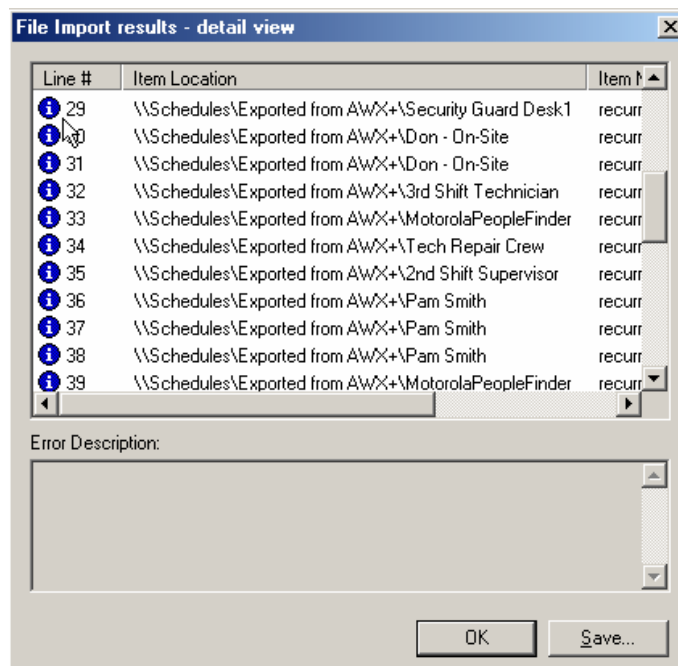 File Import results - detail view
Line # Item Location Item
29 \\Schedules\Exported from AWX+\Security Guard Desk1 recurr
\\Schedules\Exported from AWX+\Don - On-Site recurr
31 \\Schedules\Exported from AWX+\Don - On-Site recurr
32 \\Schedules\Exported from AWX+\3rd Shift Technician recurr
33 \\Schedules\Exported from AWX+\MotorolaPeopleFinder recurr
34 \\Schedules\Exported from AWX+\Tech Repair Crew recurr
35 \\Schedules\Exported from AWX+\2nd Shift Supervisor recurr
36 \\Schedules\Exported from AWX+\Pam Smith recurr
37 \\Schedules\Exported from AWX+\Pam Smith recurr
38 \\Schedules\Exported from AWX+\Pam Smith recurr
39 \\Schedules\Exported from AWX+\MotorolaPeopleFinder recurr
Error Description:
OK Save...